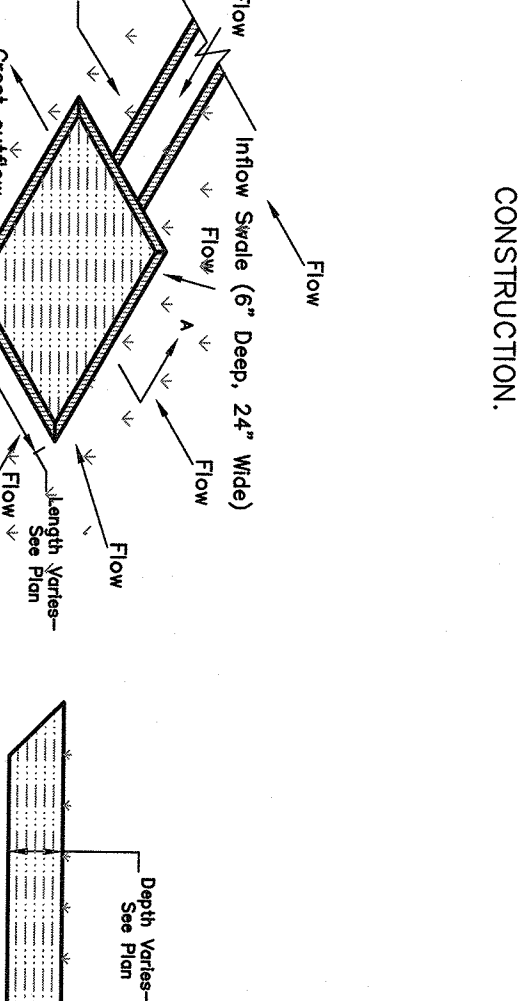 CONSTRUCTION.
Flow
Inflow Swale (6" Deep, 24" Wide)
Flow
Flow
A
Flow
Flow
Flow
Length Varies-
See Plan
Depth Varies-
See Plan